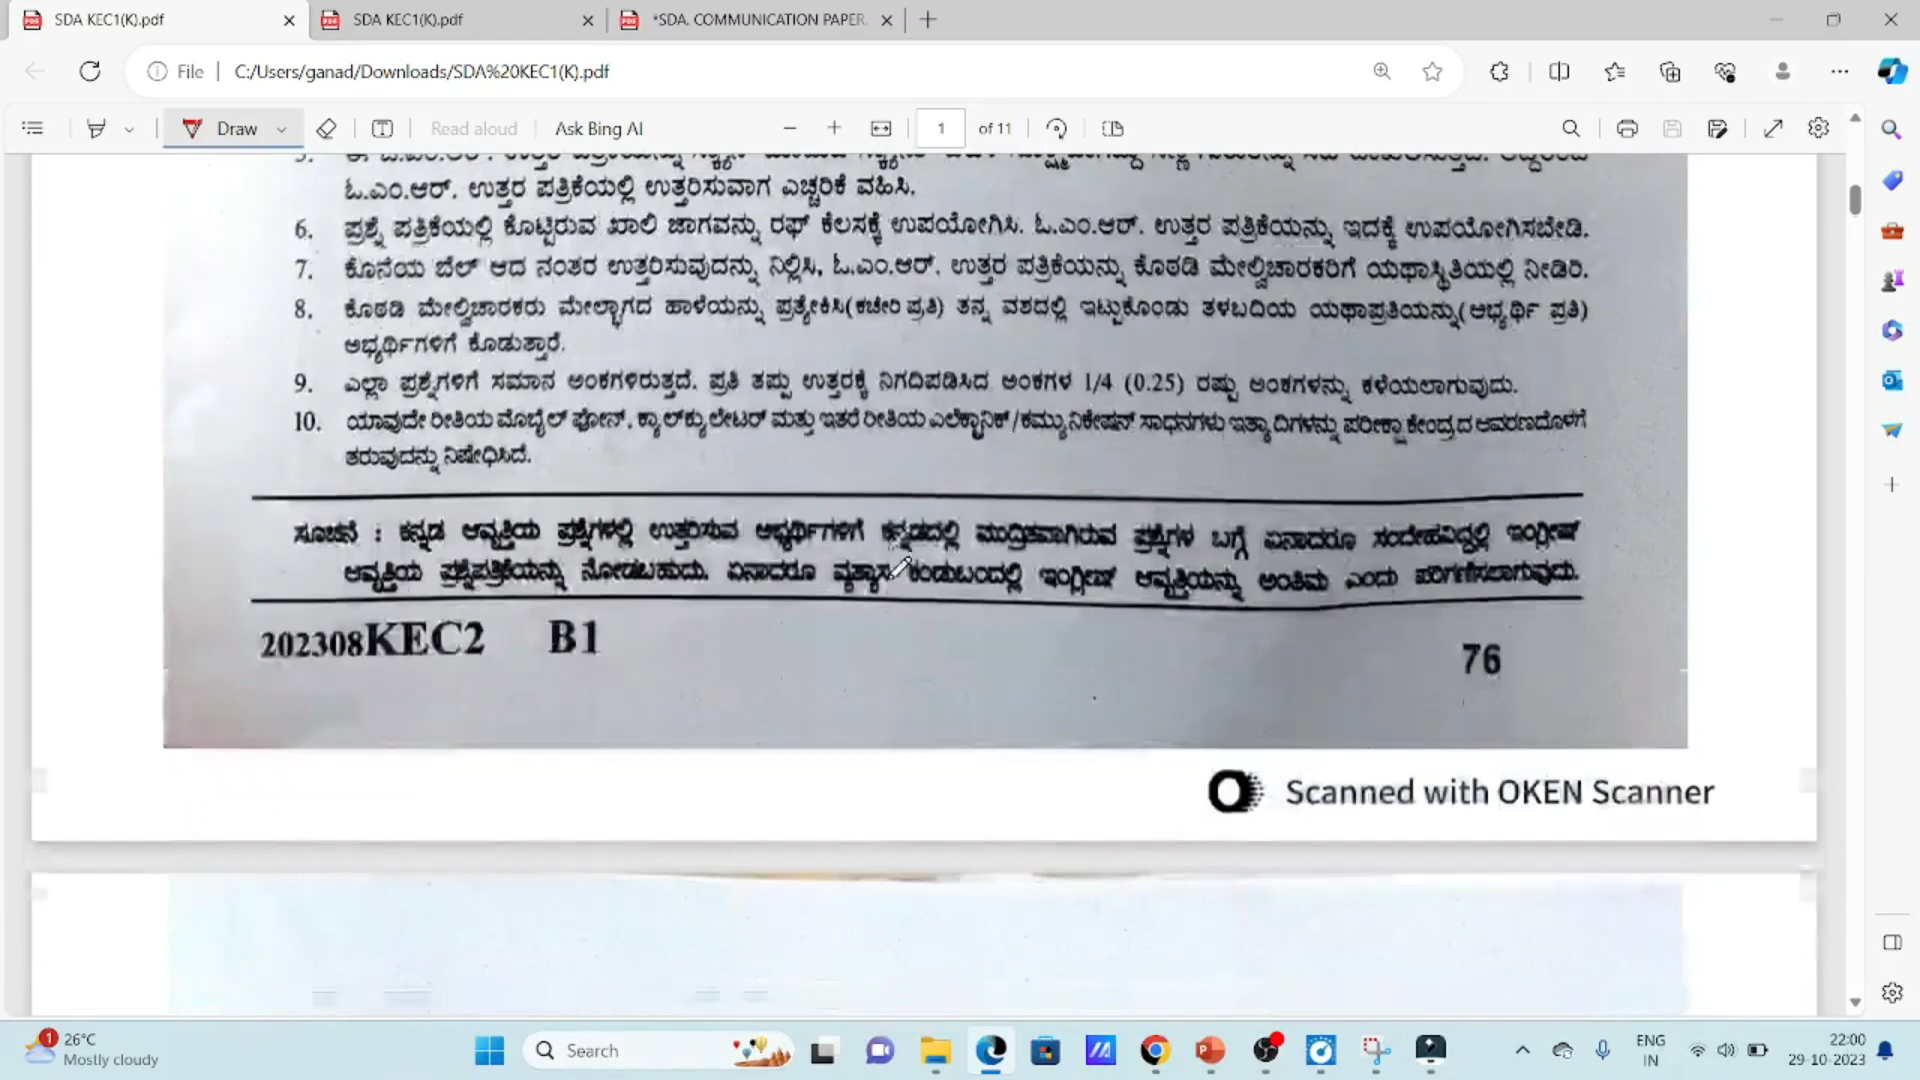 SDA KEC1(K).pdf
SDA KEC1(K).pdf
*SDA. COMMUNICATION PAPER.
File
C:/Users/ganad/Downloads/SDA%20KEC1(K).pdf
Draw
Read aloud
Ask Bing AI
1
of 11
ಓ.ಎಂ.ಆರ್. ಉತ್ತರ ಪತ್ರಿಕೆಯಲ್ಲಿ ಉತ್ತರಿಸುವಾಗ ಎಚ್ಚರಿಕೆ ವಹಿಸಿ.
6. ಪ್ರಶ್ನೆ ಪತ್ರಿಕೆಯಲ್ಲಿ ಕೊಟ್ಟಿರುವ ಖಾಲಿ ಜಾಗವನ್ನು ರಫ್ ಕೆಲಸಕ್ಕೆ ಉಪಯೋಗಿಸಿ. ಓ.ಎಂ.ಆರ್. ಉತ್ತರ ಪತ್ರಿಕೆಯನ್ನು ಇದಕ್ಕೆ ಉಪಯೋಗಿಸಬೇಡಿ.
7. ಕೊನೆಯ ಬೆಲ್ ಆದ ನಂತರ ಉತ್ತರಿಸುವುದನ್ನು ನಿಲ್ಲಿಸಿ, ಓ.ಎಂ.ಆರ್. ಉತ್ತರ ಪತ್ರಿಕೆಯನ್ನು ಕೊಠಡಿ ಮೇಲ್ವಿಚಾರಕರಿಗೆ ಯಥಾಸ್ಥಿತಿಯಲ್ಲಿ ನೀಡಿರಿ.
8. ಕೊಠಡಿ ಮೇಲ್ವಿಚಾರಕರು ಮೇಲ್ಭಾಗದ ಹಾಳೆಯನ್ನು ಪ್ರತ್ಯೇಕಿಸಿ(ಕಚೇರಿ ಪ್ರತಿ) ತನ್ನ ವಶದಲ್ಲಿ ಇಟ್ಟುಕೊಂಡು ತಳಬದಿಯ ಯಥಾಪ್ರತಿಯನ್ನು(ಅಭ್ಯರ್ಥಿ ಪ್ರತಿ)
ಅಭ್ಯರ್ಥಿಗಳಿಗೆ ಕೊಡುತ್ತಾರೆ.
9. ಎಲ್ಲಾ ಪ್ರಶ್ನೆಗಳಿಗೆ ಸಮಾನ ಅಂಕಗಳಿರುತ್ತದೆ. ಪ್ರತಿ ತಪ್ಪು ಉತ್ತರಕ್ಕೆ ನಿಗದಿಪಡಿಸಿದ ಅಂಕಗಳ 1/4 (0.25) ರಷ್ಟು ಅಂಕಗಳನ್ನು ಕಳೆಯಲಾಗುವುದು.
10. ಯಾವುದೇ ರೀತಿಯ ಮೊಬೈಲ್ ಫೋನ್, ಕ್ಯಾಲ್‌ಕ್ಯುಲೇಟರ್ ಮತ್ತು ಇತರೆ ರೀತಿಯ ಎಲೆಕ್ಟ್ರಾನಿಕ್/ಕಮ್ಯುನಿಕೇಷನ್ ಸಾಧನಗಳು ಇತ್ಯಾದಿಗಳನ್ನು ಪರೀಕ್ಷಾ ಕೇಂದ್ರದ ಆವರಣದೊಳಗೆ
ತರುವುದನ್ನು ನಿಷೇಧಿಸಿದೆ.
ಸೂಚನೆ : ಕನ್ನಡ ಆವೃತ್ತಿಯ ಪ್ರಶ್ನೆಗಳಲ್ಲಿ ಉತ್ತರಿಸುವ ಅಭ್ಯರ್ಥಿಗಳಿಗೆ ಕನ್ನಡದಲ್ಲಿ ಮುದ್ರಿತವಾಗಿರುವ ಪ್ರಶ್ನೆಗಳ ಬಗ್ಗೆ ಏನಾದರೂ ಸಂದೇಹವಿದ್ದಲ್ಲಿ ಇಂಗ್ಲೀಷ್
ಆವೃತ್ತಿಯ ಪ್ರಶ್ನೆಪತ್ರಿಕೆಯನ್ನು ನೋಡಬಹುದು. ಏನಾದರೂ ವ್ಯತ್ಯಾಸ ಕಂಡುಬಂದಲ್ಲಿ ಇಂಗ್ಲೀಷ್ ಆವೃತ್ತಿಯನ್ನು ಅಂತಿಮ ಎಂದು ಪರಿಗಣಿಸಲಾಗುವುದು.
202308KEC2 B1 76
Scanned with OKEN Scanner
1
26°C
Mostly cloudy
Search
ENG
IN
22:00
29-10-2023